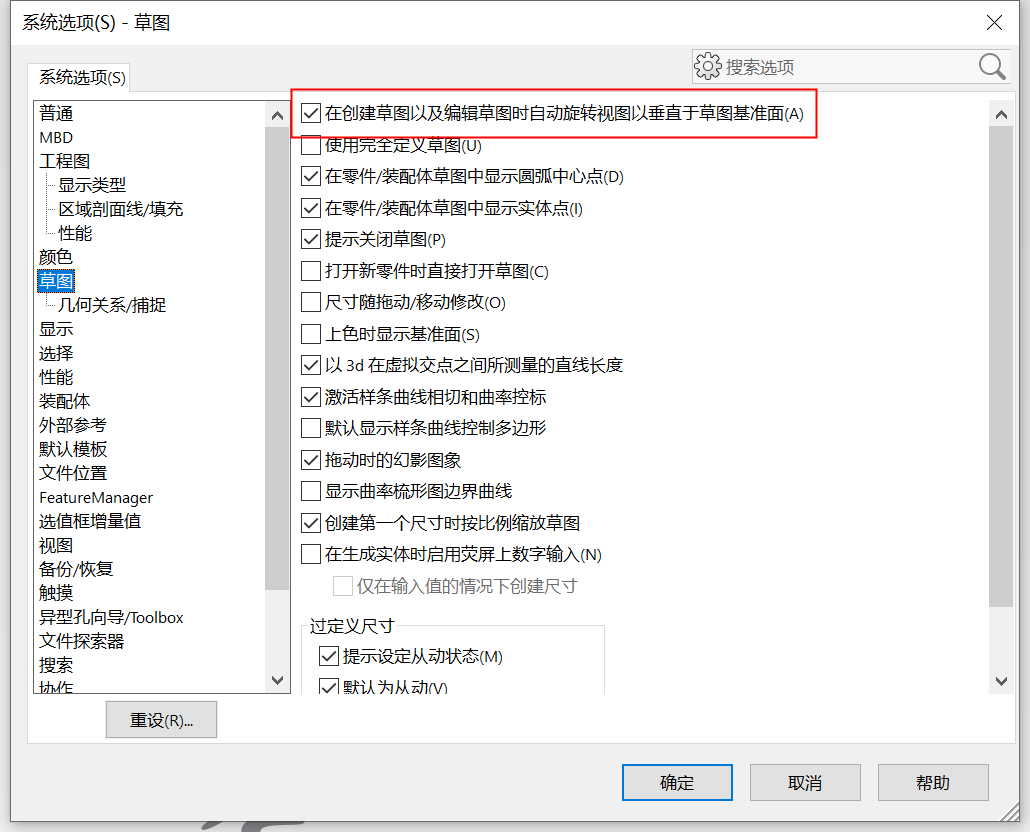 系统选项(S) - 草图
系统选项(S)
搜索选项
普通
MBD
工程图
显示类型
区域剖面线/填充
性能
颜色
草图
几何关系/捕捉
显示
选择
性能
装配体
外部参考
默认模板
文件位置
FeatureManager
选值框增量值
视图
备份/恢复
触摸
异型孔向导/Toolbox
文件探索器
搜索
协作
重设(R)...
在创建草图以及编辑草图时自动旋转视图以垂直于草图基准面(A)
使用完全定义草图(U)
在零件/装配体草图中显示圆弧中心点(D)
在零件/装配体草图中显示实体点(I)
提示关闭草图(P)
打开新零件时直接打开草图(C)
尺寸随拖动/移动修改(O)
上色时显示基准面(S)
以 3d 在虚拟交点之间所测量的直线长度
激活样条曲线相切和曲率控标
默认显示样条曲线控制多边形
拖动时的幻影图象
显示曲率梳形图边界曲线
创建第一个尺寸时按比例缩放草图
在生成实体时启用荧屏上数字输入(N)
仅在输入值的情况下创建尺寸
过定义尺寸
提示设定从动状态(M)
默认为从动(V)
确定
取消
帮助